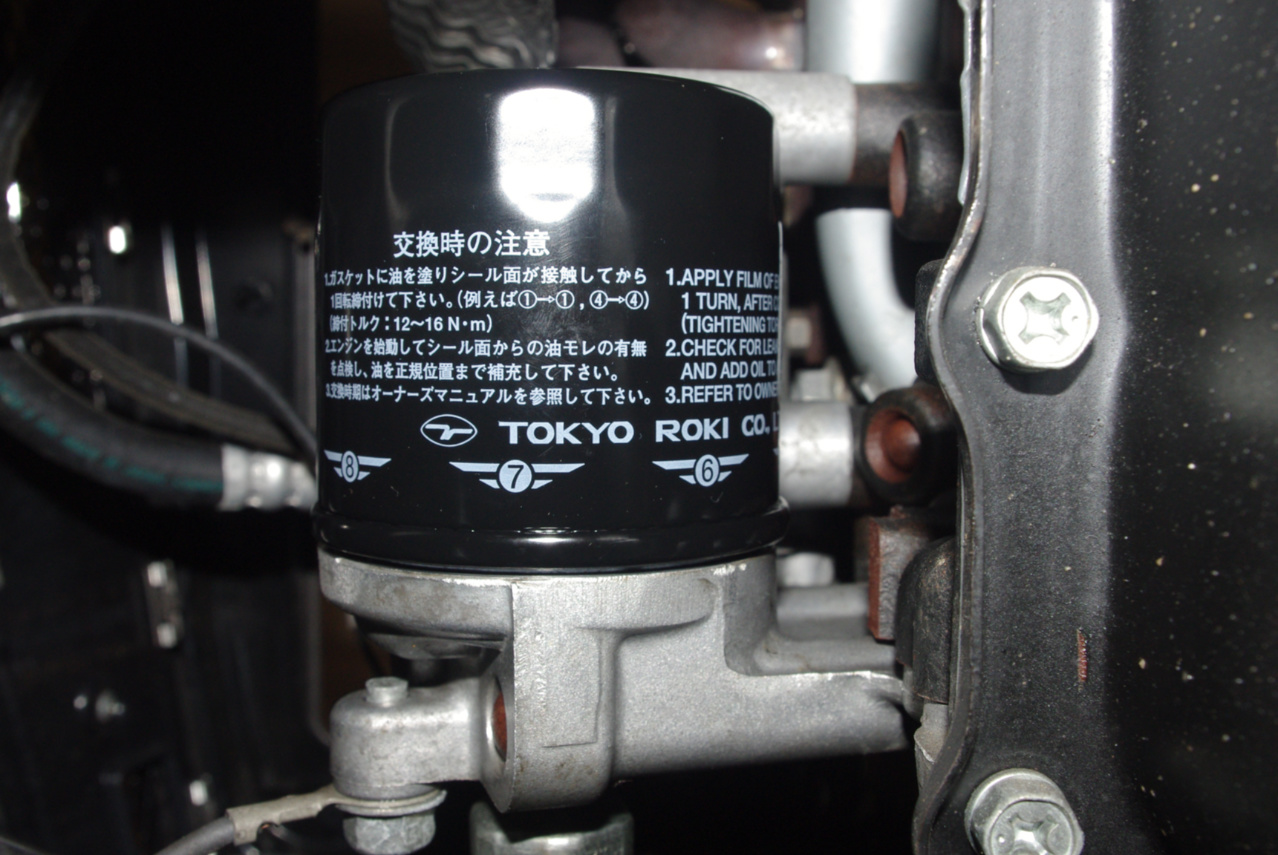 交換時の注意
1.ガスケットに油を塗りシール面が接触してから
1回転締付けて下さい。(例えば①→①,④→④)
(締付トルク:12~16 N・m)
2.エンジンを始動してシール面からの油モレの有無
を点検し、油を正規位置まで補充して下さい。
3.交換時期はオーナーズマニュアルを参照して下さい。
1.APPLY FILM OF
1 TURN, AFTER
(TIGHTENING
2.CHECK FOR
AND ADD OIL TO
3.REFER TO
TOKYO ROKI CO.,
8 7 6